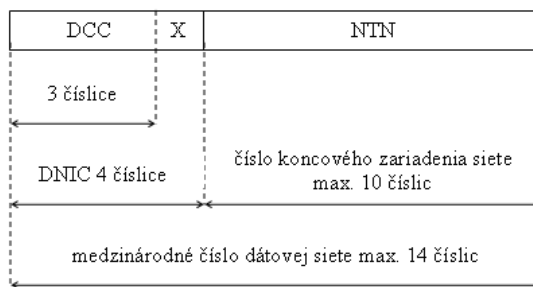 DCC X NTN
3 číslice
DNIC 4 číslice
číslo koncového zariadenia siete
max. 10 číslic
medzinárodné číslo dátovej siete max. 14 číslic